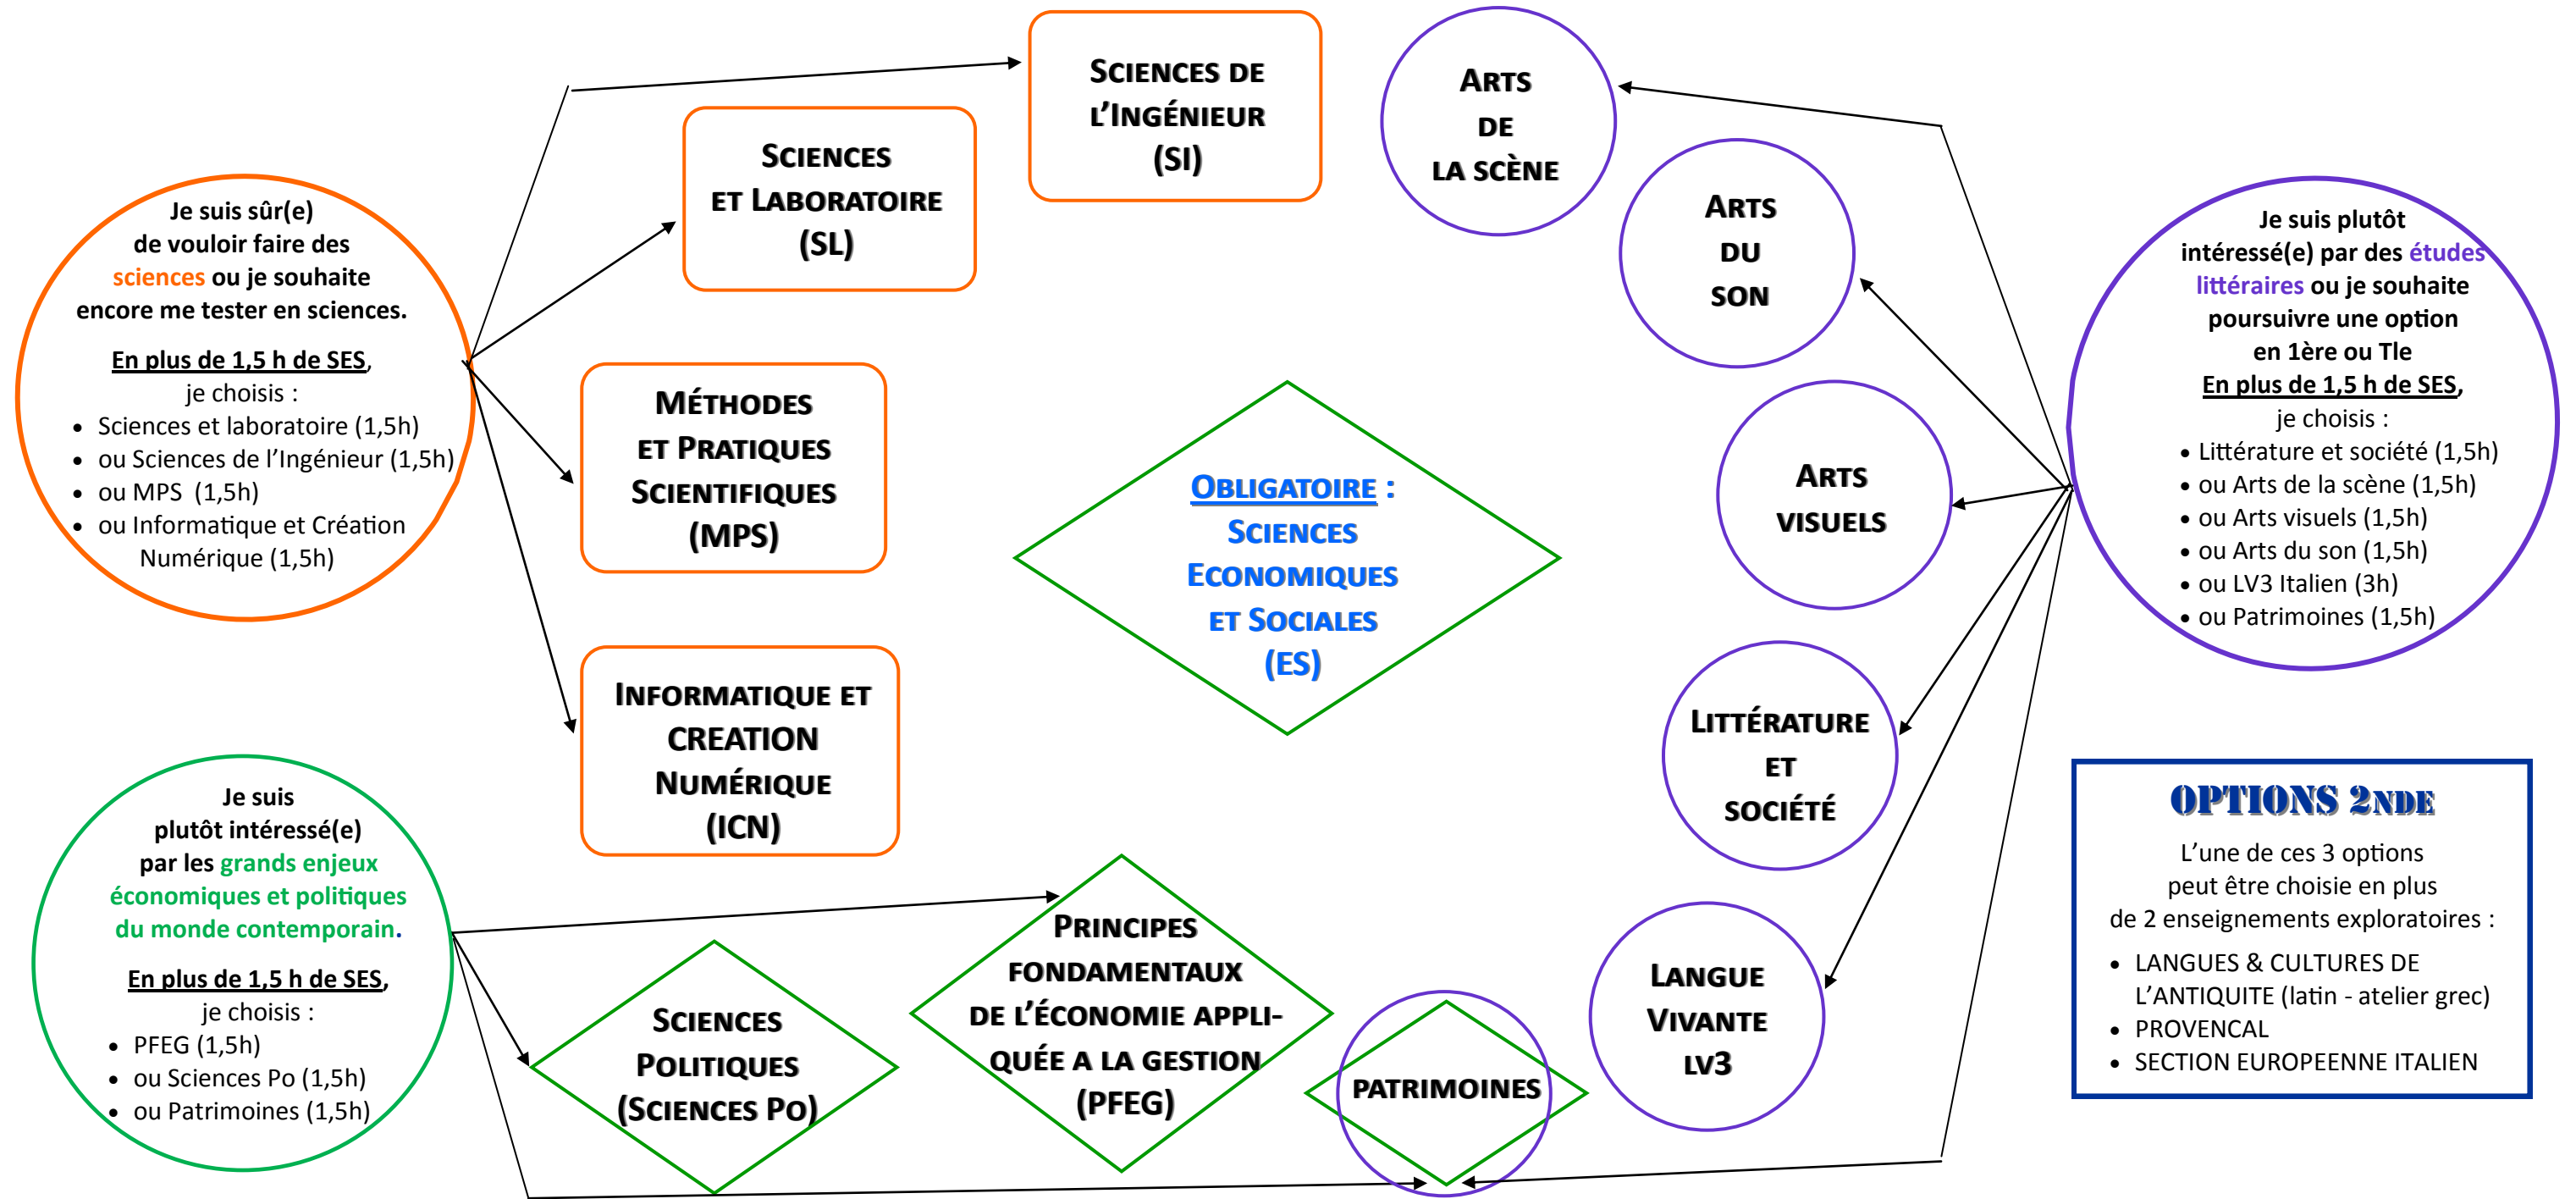 SCIENCES DE
L'INGÉNIEUR
(SI)
ARTS
DE
LA SCÈNE
SCIENCES
ET LABORATOIRE
(SL)
ARTS
DU
SON
Je suis sûr(e)
de vouloir faire des
sciences ou je souhaite
encore me tester en sciences.
En plus de 1,5 h de SES,
je choisis :
• Sciences et laboratoire (1,5h)
• ou Sciences de l'Ingénieur (1,5h)
• ou MPS (1,5h)
• ou Informatique et Création
Numérique (1,5h)
Je suis plutôt
intéressé(e) par des études
littéraires ou je souhaite
poursuivre une option
en 1ère ou Tle
En plus de 1,5 h de SES,
je choisis :
• Littérature et société (1,5h)
• ou Arts de la scène (1,5h)
• ou Arts visuels (1,5h)
• ou Arts du son (1,5h)
• ou LV3 Italien (3h)
• ou Patrimoines (1,5h)
MÉTHODES
ET PRATIQUES
SCIENTIFIQUES
(MPS)
OBLIGATOIRE :
SCIENCES
ECONOMIQUES
ET SOCIALES
(ES)
ARTS
VISUELS
INFORMATIQUE ET
CREATION
NUMÉRIQUE
(ICN)
LITTÉRATURE
ET
SOCIÉTÉ
Je suis
plutôt intéressé(e)
par les grands enjeux
économiques et politiques
du monde contemporain.
En plus de 1,5 h de SES,
je choisis :
• PFEG (1,5h)
• ou Sciences Po (1,5h)
• ou Patrimoines (1,5h)
SCIENCES
POLITIQUES
(SCIENCES PO)
PRINCIPES
FONDAMENTAUX
DE L'ÉCONOMIE APPLI-
QUÉE A LA GESTION
(PFEG)
PATRIMOINES
LANGUE
VIVANTE
LV3
OPTIONS 2NDE
L'une de ces 3 options
peut être choisie en plus
de 2 enseignements exploratoires :
• LANGUES & CULTURES DE
L'ANTIQUITE (latin - atelier grec)
• PROVENCAL
• SECTION EUROPEENNE ITALIEN